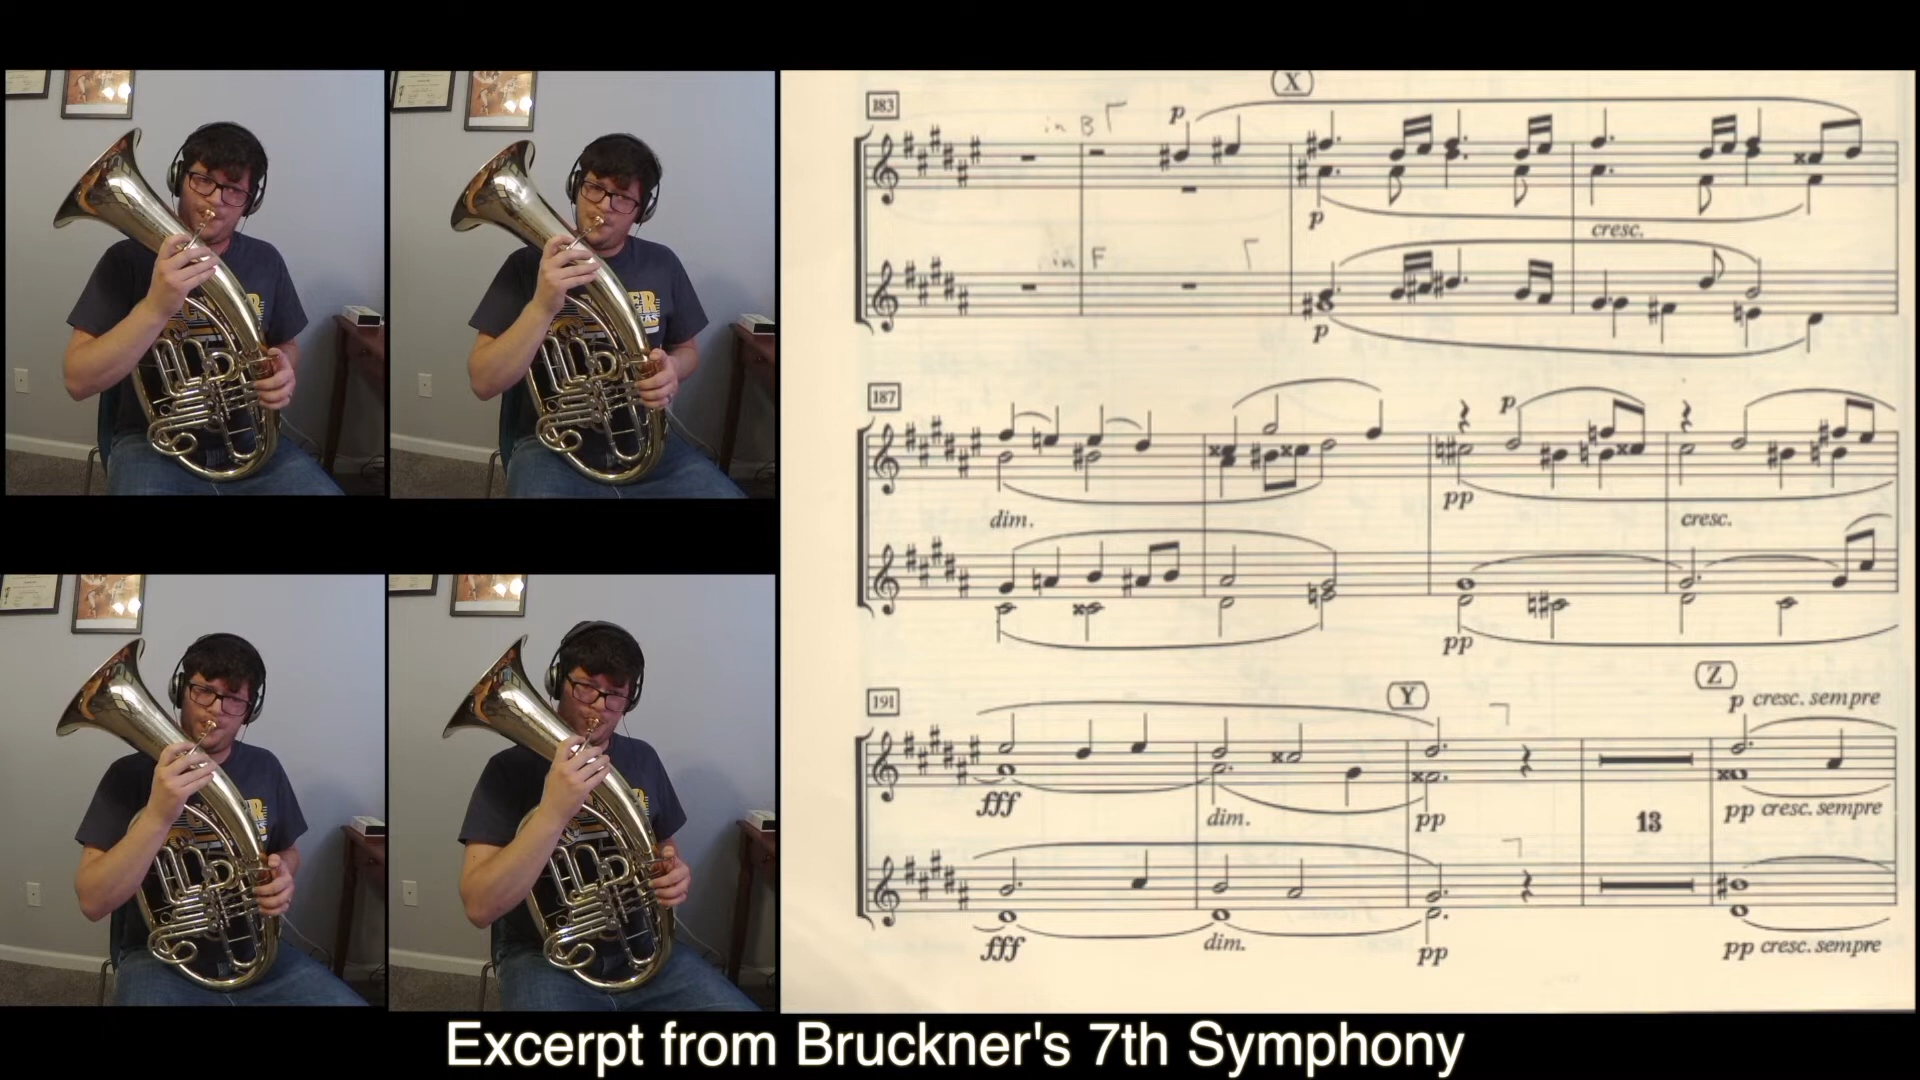 X
183
in B
p
p
cresc.
in F
p
187
p
pp
dim.
cresc.
pp
191
Y
Z
p cresc. sempre
fff
dim.
pp
pp cresc. sempre
13
fff
dim.
pp
pp cresc. sempre
Excerpt from Bruckner's 7th Symphony